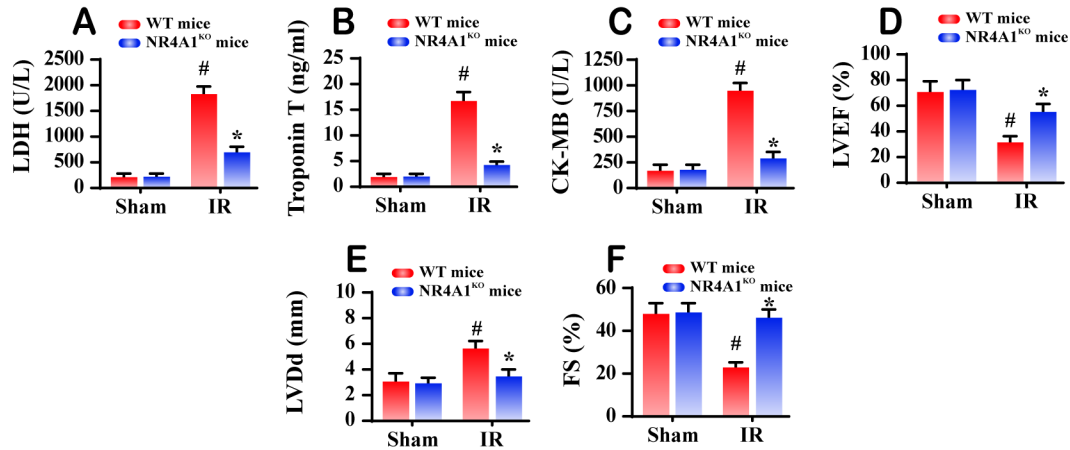 A
WT mice
NR4A1KO mice
LDH (U/L)
2500
2000
1500
1000
500
0
#
*
Sham
IR
B
WT mice
NR4A1KO mice
Troponin T (ng/ml)
25
20
15
10
5
0
#
*
Sham
IR
C
WT mice
NR4A1KO mice
CK-MB (U/L)
1250
1000
750
500
250
0
#
*
Sham
IR
D
WT mice
NR4A1KO mice
LVEF (%)
100
80
60
40
20
0
#
*
Sham
IR
E
WT mice
NR4A1KO mice
LVDd (mm)
10
8
6
4
2
0
#
*
Sham
IR
F
WT mice
NR4A1KO mice
FS (%)
60
40
20
0
#
*
Sham
IR